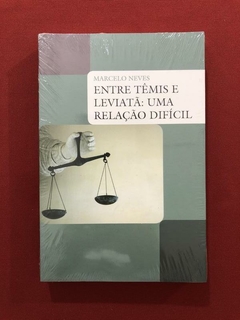 MARCELO NEVES
ENTRE TÊMIS E
LEVIATÃ: UMA
RELAÇÃO DIFÍCIL